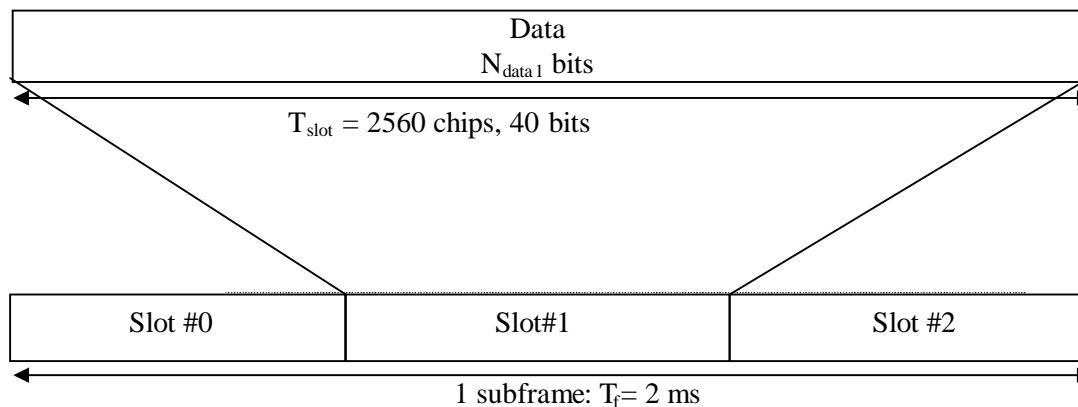 Data
N_data1 bits
T_slot = 2560 chips, 40 bits
Slot #0 Slot#1 Slot #2
1 subframe: T_f= 2 ms